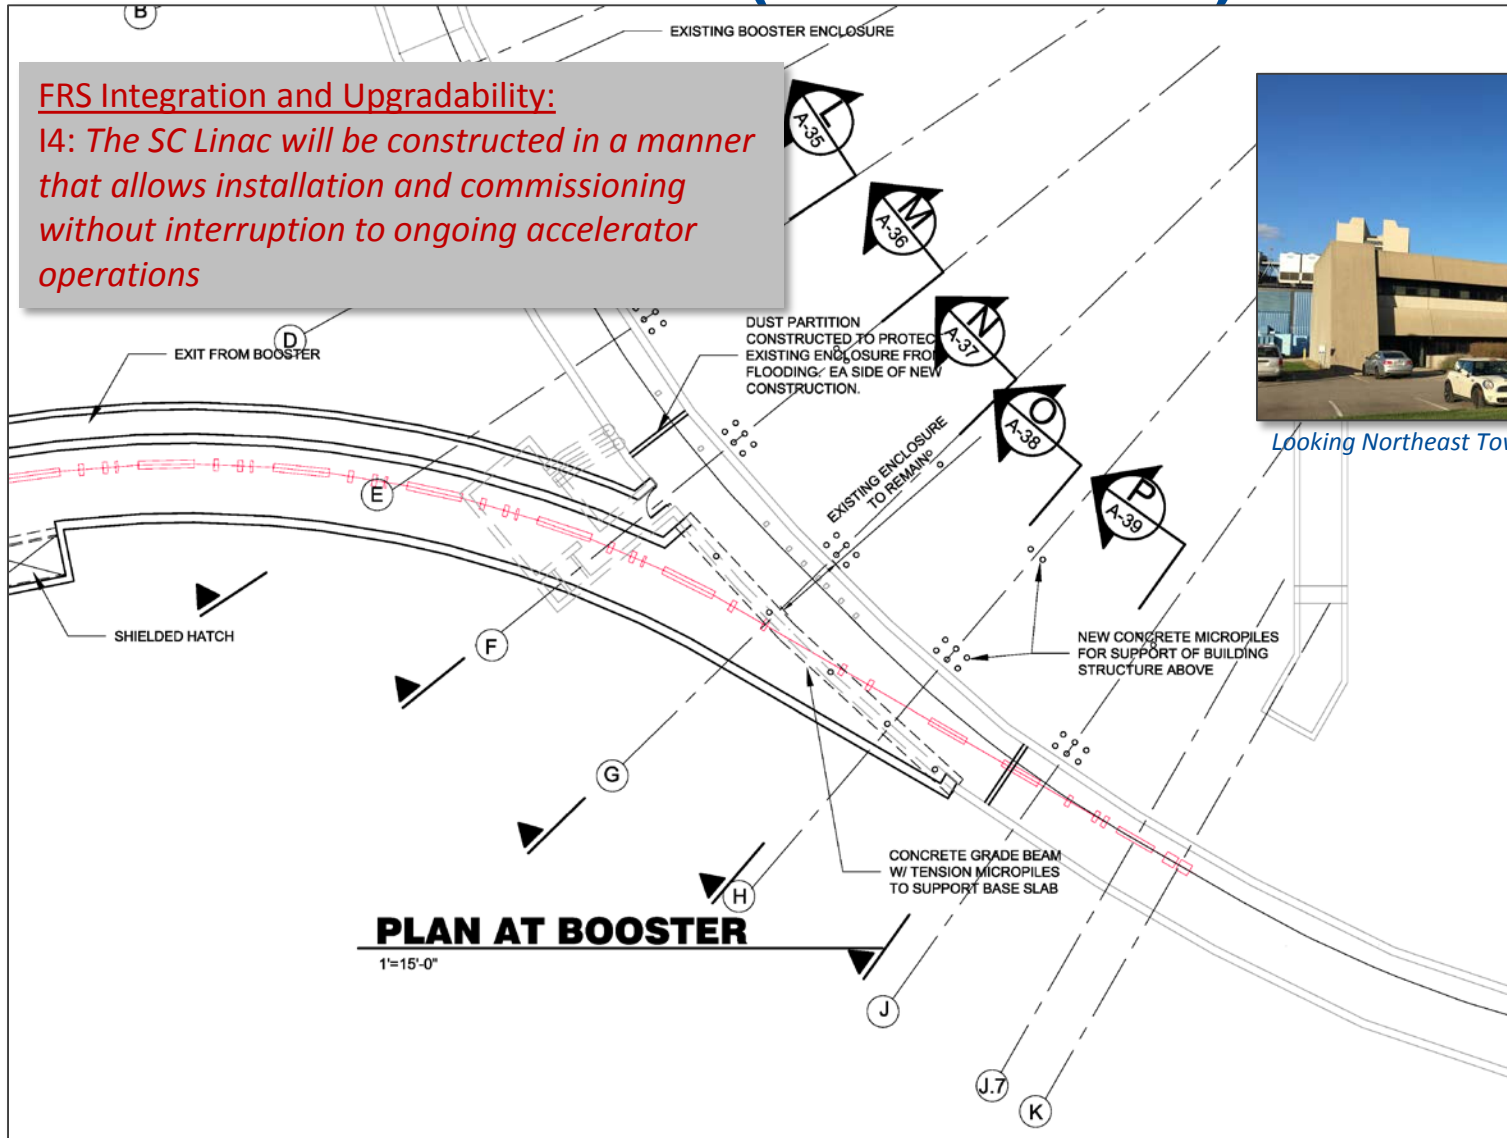 B
EXISTING BOOSTER ENCLOSURE
FRS Integration and Upgradability:
I4: The SC Linac will be constructed in a manner
that allows installation and commissioning
without interruption to ongoing accelerator
operations
L
A-35
M
A-36
N
A-37
O
A-38
P
A-39
DUST PARTITION
CONSTRUCTED TO PROTEC
EXISTING ENCLOSURE FROM
FLOODING. EA SIDE OF NEW
CONSTRUCTION.
D
EXIT FROM BOOSTER
Looking Northeast Tov
EXISTING ENCLOSURE
TO REMAIN
E
SHIELDED HATCH
F
NEW CONCRETE MICROPILES
FOR SUPPORT OF BUILDING
STRUCTURE ABOVE
G
CONCRETE GRADE BEAM
W/ TENSION MICROPILES
TO SUPPORT BASE SLAB
H
PLAN AT BOOSTER
1'=15'-0"
J
J.7
K